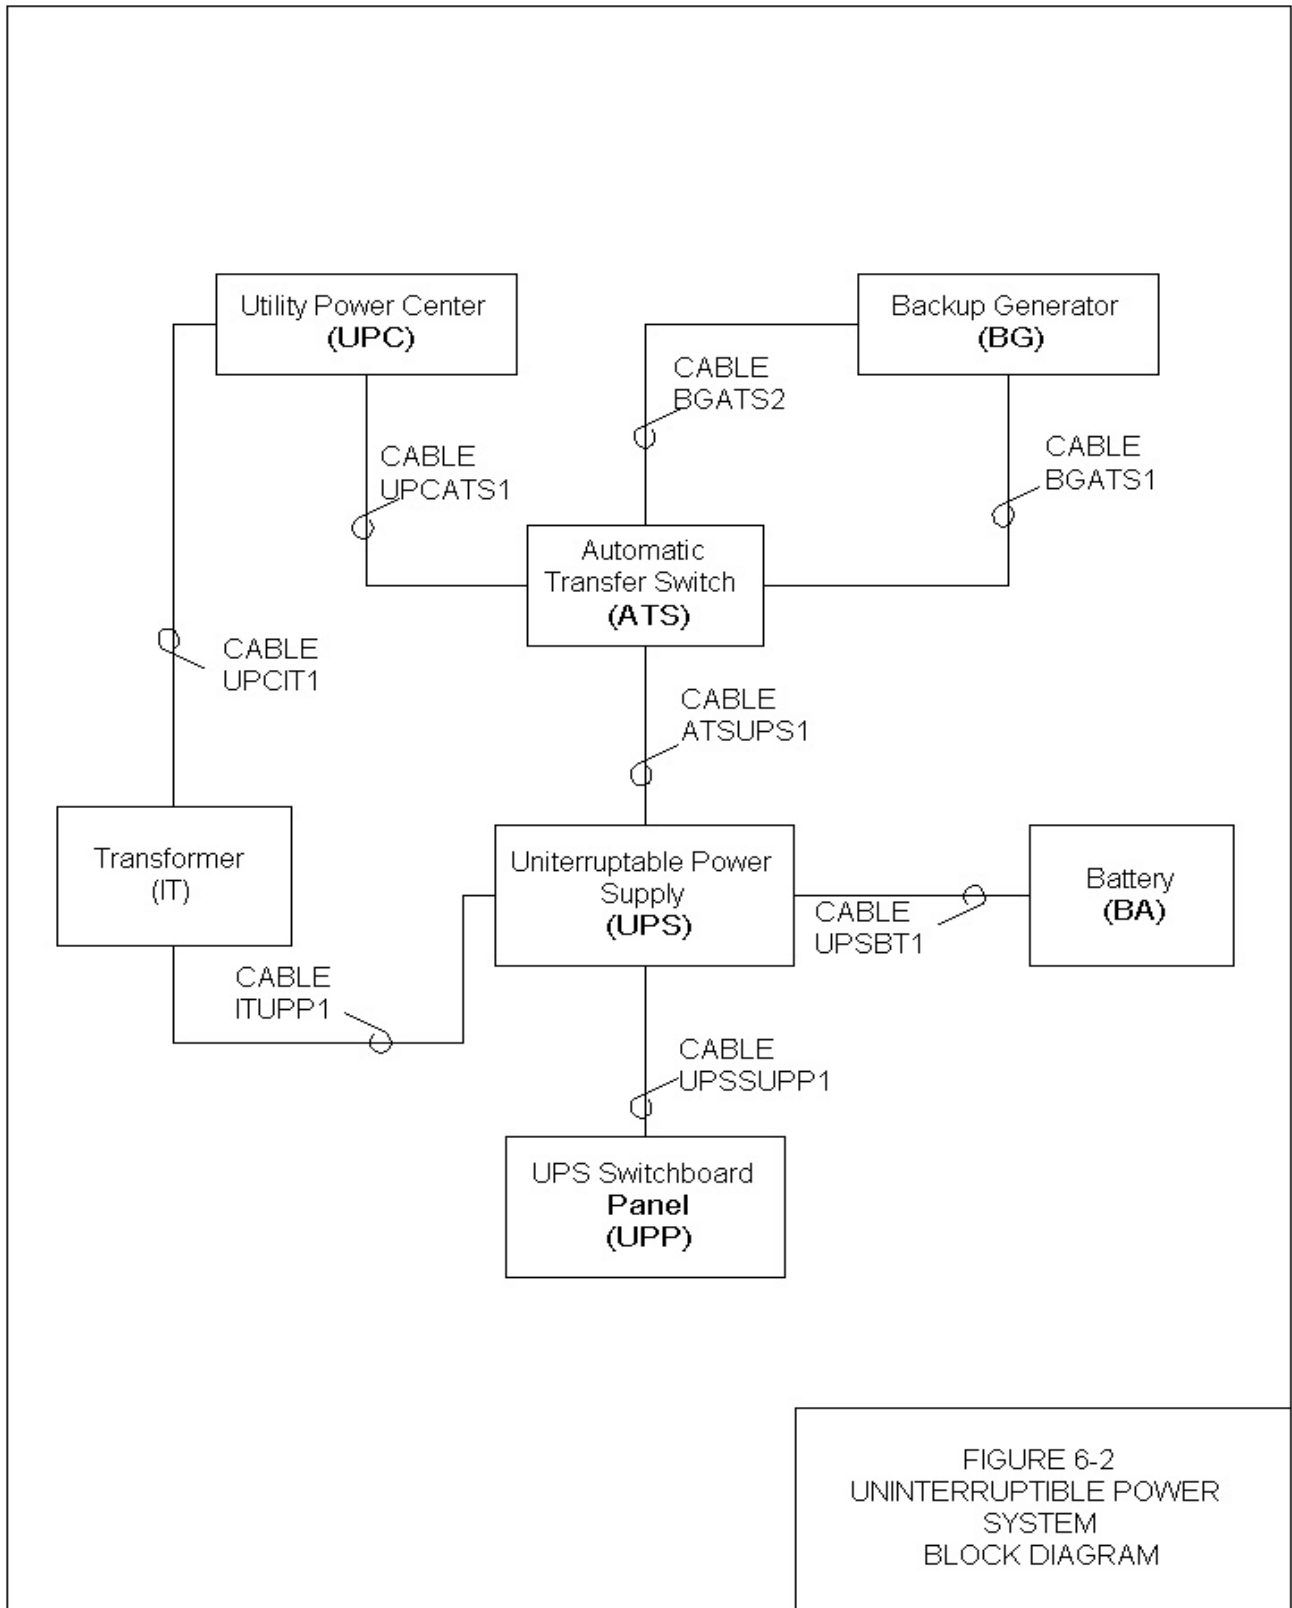 Utility Power Center
(UPC)
Backup Generator
(BG)
CABLE
BGATS2
CABLE
BGATS1
CABLE
UPCATS1
Automatic
Transfer Switch
(ATS)
CABLE
UPCIT1
CABLE
ATSUPS1
Transformer
(IT)
Uniterruptable Power
Supply
(UPS)
CABLE
UPSBT1
Battery
(BA)
CABLE
ITUPP1
CABLE
UPSSUPP1
UPS Switchboard
Panel
(UPP)
FIGURE 6-2
UNINTERRUPTIBLE POWER
SYSTEM
BLOCK DIAGRAM